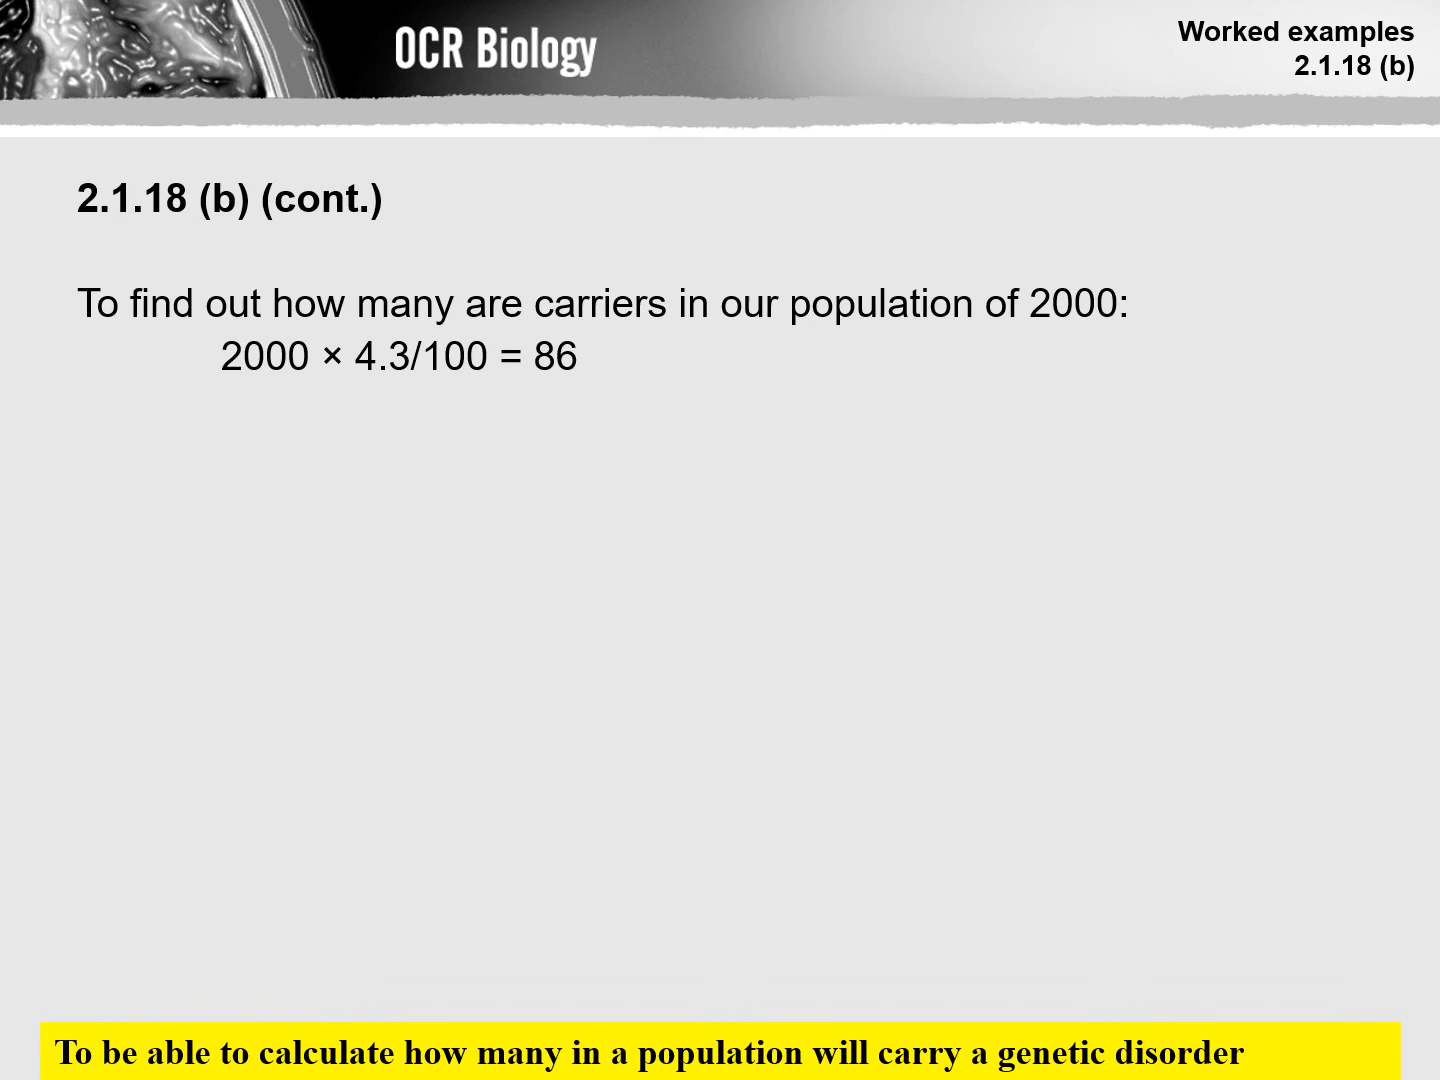 OCR Biology
Worked examples
2.1.18 (b)
2.1.18 (b) (cont.)
To find out how many are carriers in our population of 2000:
2000 × 4.3/100 = 86
To be able to calculate how many in a population will carry a genetic disorder